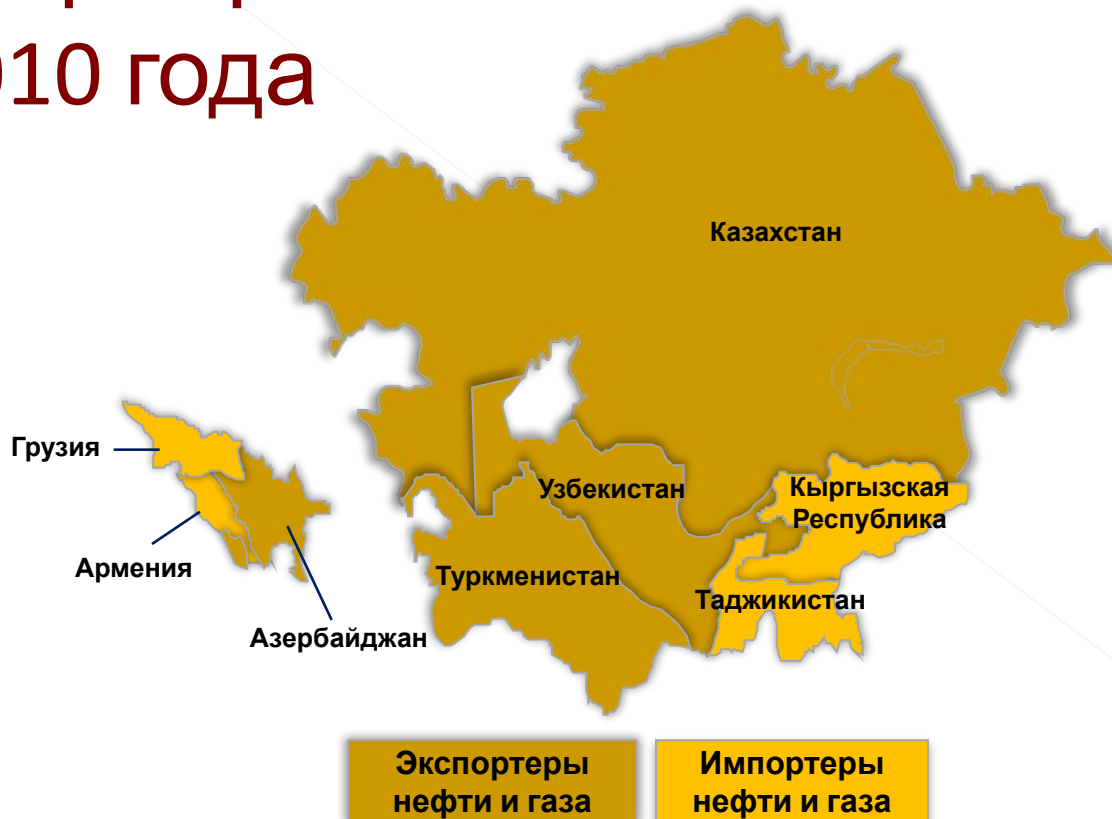 010 года
Казахстан
Грузия
Узбекистан
Кыргызская
Республика
Армения
Туркменистан
Таджикистан
Азербайджан
Экспортеры
нефти и газа
Импортеры
нефти и газа